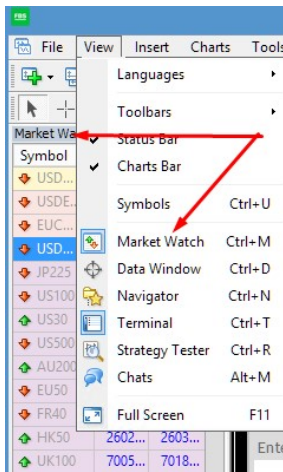 FBS
File View Insert Charts Tools
Languages
Toolbars
Market Wa
Status Bar
Symbol
Charts Bar
USD...
USDE..
Symbols Ctrl+U
EUC...
USD...
Market Watch Ctrl+M
JP225
Data Window Ctrl+D
US100
Navigator Ctrl+N
US30
Terminal Ctrl+T
US500
Strategy Tester Ctrl+R
AU200
Chats Alt+M
EU50
FR40
Full Screen F11
HK50 2602... 2603...
UK100 7005... 7018...
Ente